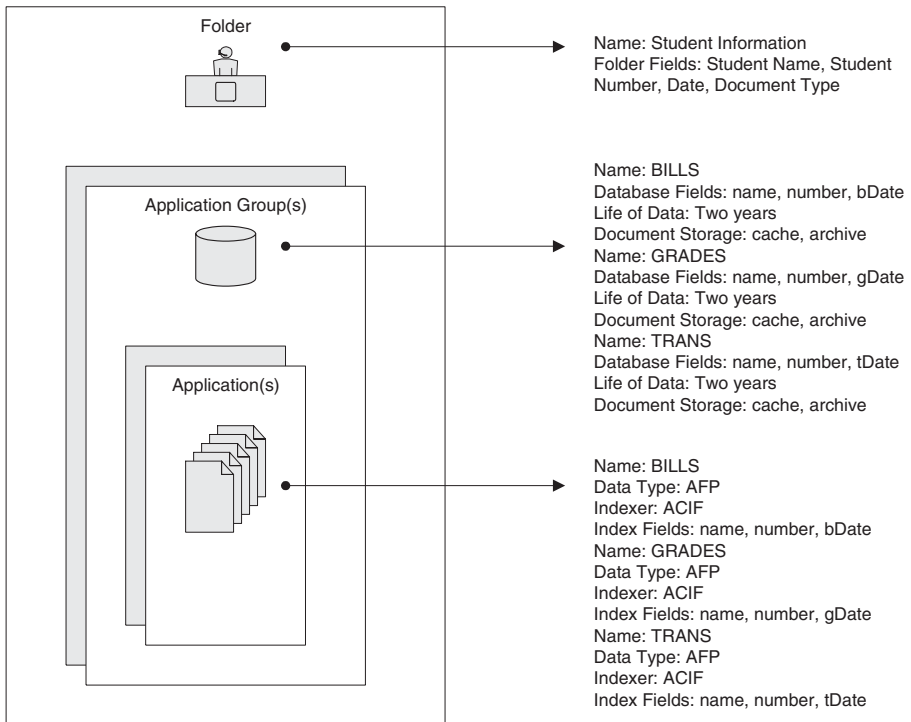 Folder
Name: Student Information
Folder Fields: Student Name, Student
Number, Date, Document Type
Application Group(s)
Name: BILLS
Database Fields: name, number, bDate
Life of Data: Two years
Document Storage: cache, archive
Name: GRADES
Database Fields: name, number, gDate
Life of Data: Two years
Document Storage: cache, archive
Name: TRANS
Database Fields: name, number, tDate
Life of Data: Two years
Document Storage: cache, archive
Application(s)
Name: BILLS
Data Type: AFP
Indexer: ACIF
Index Fields: name, number, bDate
Name: GRADES
Data Type: AFP
Indexer: ACIF
Index Fields: name, number, gDate
Name: TRANS
Data Type: AFP
Indexer: ACIF
Index Fields: name, number, tDate